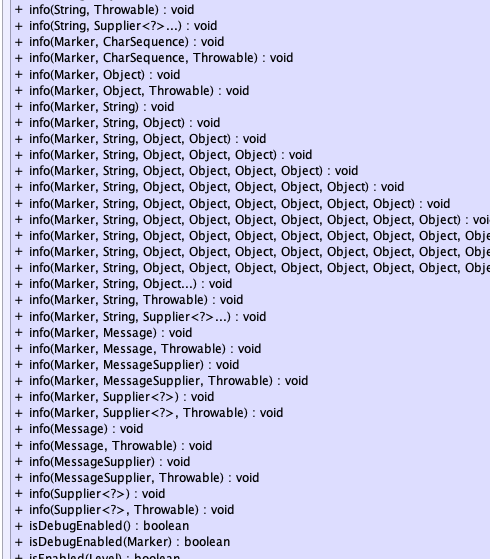 + info(String, Throwable) : void
+ info(String, Supplier<?>...) : void
+ info(Marker, CharSequence) : void
+ info(Marker, CharSequence, Throwable) : void
+ info(Marker, Object) : void
+ info(Marker, Object, Throwable) : void
+ info(Marker, String) : void
+ info(Marker, String, Object) : void
+ info(Marker, String, Object, Object) : void
+ info(Marker, String, Object, Object, Object) : void
+ info(Marker, String, Object, Object, Object, Object) : void
+ info(Marker, String, Object, Object, Object, Object, Object) : void
+ info(Marker, String, Object, Object, Object, Object, Object, Object) : void
+ info(Marker, String, Object, Object, Object, Object, Object, Object, Object) : voi
+ info(Marker, String, Object, Object, Object, Object, Object, Object, Object, Obje
+ info(Marker, String, Object, Object, Object, Object, Object, Object, Object, Obje
+ info(Marker, String, Object, Object, Object, Object, Object, Object, Object, Obje
+ info(Marker, String, Object...) : void
+ info(Marker, String, Throwable) : void
+ info(Marker, String, Supplier<?>...) : void
+ info(Marker, Message) : void
+ info(Marker, Message, Throwable) : void
+ info(Marker, MessageSupplier) : void
+ info(Marker, MessageSupplier, Throwable) : void
+ info(Marker, Supplier<?>) : void
+ info(Marker, Supplier<?>, Throwable) : void
+ info(Message) : void
+ info(Message, Throwable) : void
+ info(MessageSupplier) : void
+ info(MessageSupplier, Throwable) : void
+ info(Supplier<?>) : void
+ info(Supplier<?>, Throwable) : void
+ isDebugEnabled() : boolean
+ isDebugEnabled(Marker) : boolean
+ isEnabled(Level) : boolean